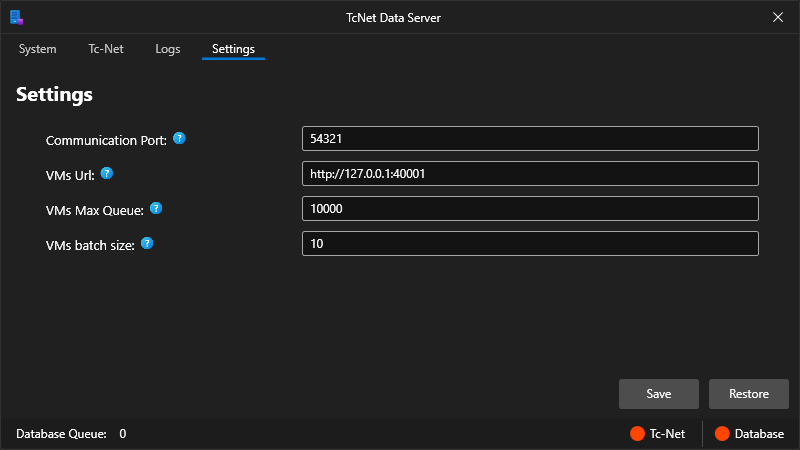 TcNet Data Server
System Tc-Net Logs Settings
Settings
Communication Port: ? 54321
VMs Url: ? http://127.0.0.1:40001
VMs Max Queue: ? 10000
VMs batch size: ? 10
Save Restore
Database Queue: 0 Tc-Net Database